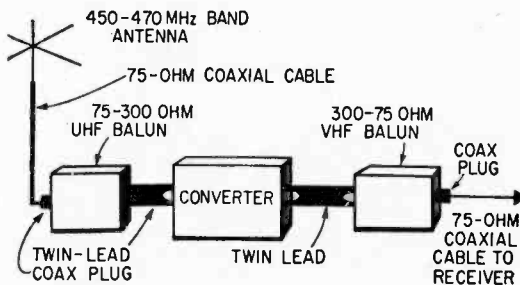 450-470 MHz BAND
ANTENNA
75-OHM COAXIAL CABLE
75-300 OHM
UHF BALUN
300-75 OHM
VHF BALUN
COAX
PLUG
CONVERTER
TWIN-LEAD
COAX PLUG
TWIN LEAD
75-OHM
COAXIAL
CABLE TO
RECEIVER